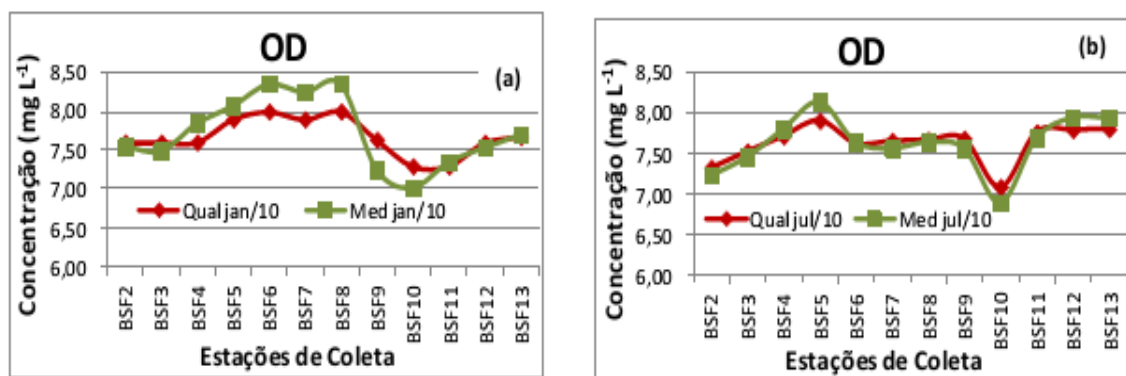 OD
(a)
Concentração (mg L⁻¹)
8,50
8,00
7,50
7,00
6,50
6,00
Qual jan/10
Med jan/10
BSF2
BSF3
BSF4
BSF5
BSF6
BSF7
BSF8
BSF9
BSF10
BSF11
BSF12
BSF13
Estações de Coleta
OD
(b)
Concentração (mg L⁻¹)
8,50
8,00
7,50
7,00
6,50
6,00
Qual jul/10
Med jul/10
BSF2
BSF3
BSF4
BSF5
BSF6
BSF7
BSF8
BSF9
BSF10
BSF11
BSF12
BSF13
Estações de Coleta